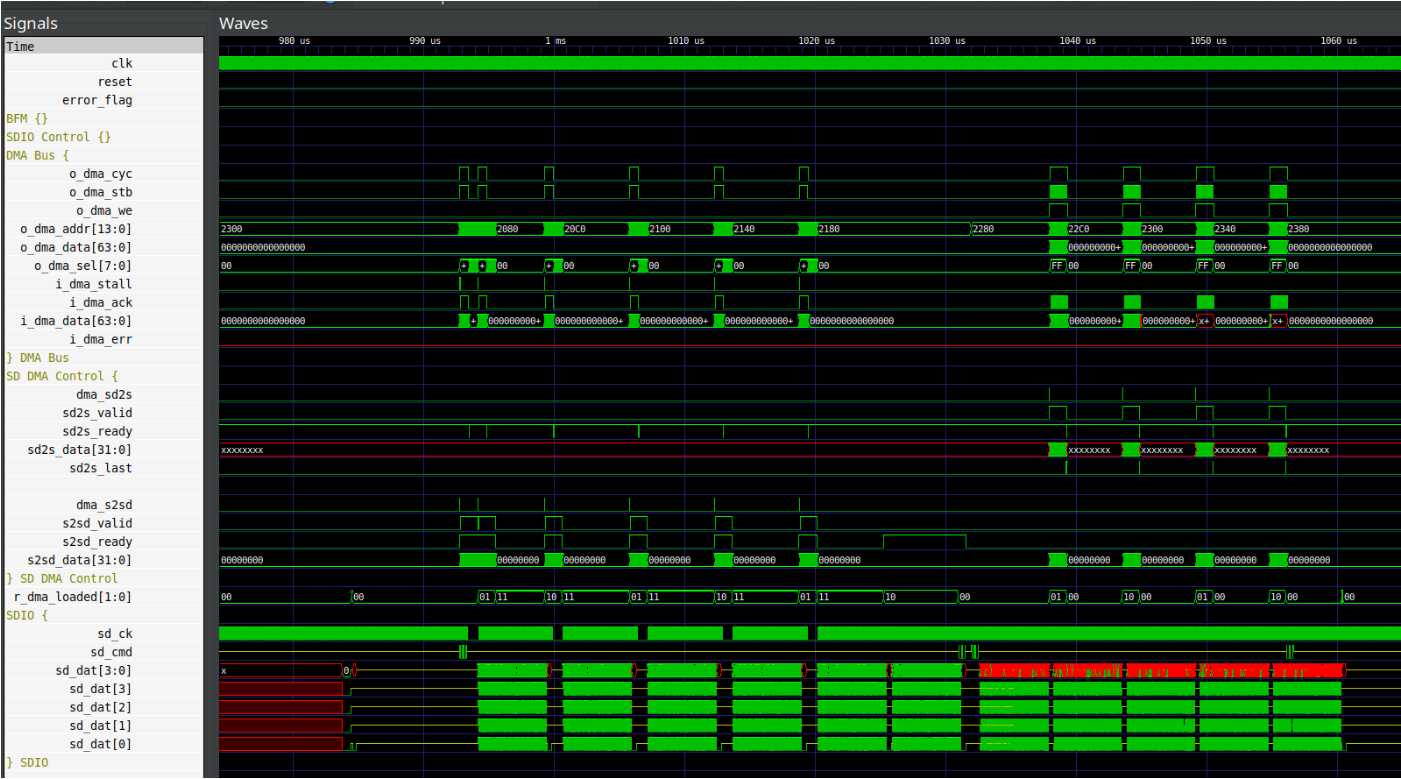 Signals Waves
Time 980 us 990 us 1 ms 1010 us 1020 us 1030 us 1040 us 1050 us 1060 us
clk
reset
error_flag
BFM {}
SDIO Control {}
DMA Bus {
o_dma_cyc
o_dma_stb
o_dma_we
o_dma_addr[13:0] 2300 2080 20C0 2100 2140 2180 2280 22C0 2300 2340 2380
o_dma_data[63:0] 0000000000000000 000000000+ 000000000+ 000000000+ 0000000000000000
o_dma_sel[7:0] 00 + + 00 + 00 + 00 + 00 + 00 FF 00 FF 00 FF 00 FF 00
i_dma_stall
i_dma_ack
i_dma_data[63:0] 0000000000000000 + 000000000+ 000000000000+ 000000000000+ 000000000000+ 0000000000000000 000000000+ 000000000+ x+ 000000000+ x+ 0000000000000000
i_dma_err
} DMA Bus
SD DMA Control {
dma_sd2s
sd2s_valid
sd2s_ready
sd2s_data[31:0] xxxxxxxx xxxxxxxx xxxxxxxx xxxxxxxx xxxxxxxx
sd2s_last
dma_s2sd
s2sd_valid
s2sd_ready
s2sd_data[31:0] 00000000 00000000 00000000 00000000 00000000 00000000 00000000 00000000 00000000 00000000
} SD DMA Control
r_dma_loaded[1:0] 00 00 01 11 10 11 01 11 10 11 01 11 10 00 01 00 10 00 01 00 10 00 00
SDIO {
sd_ck
sd_cmd
sd_dat[3:0] x 0
sd_dat[3]
sd_dat[2]
sd_dat[1]
sd_dat[0]
} SDIO